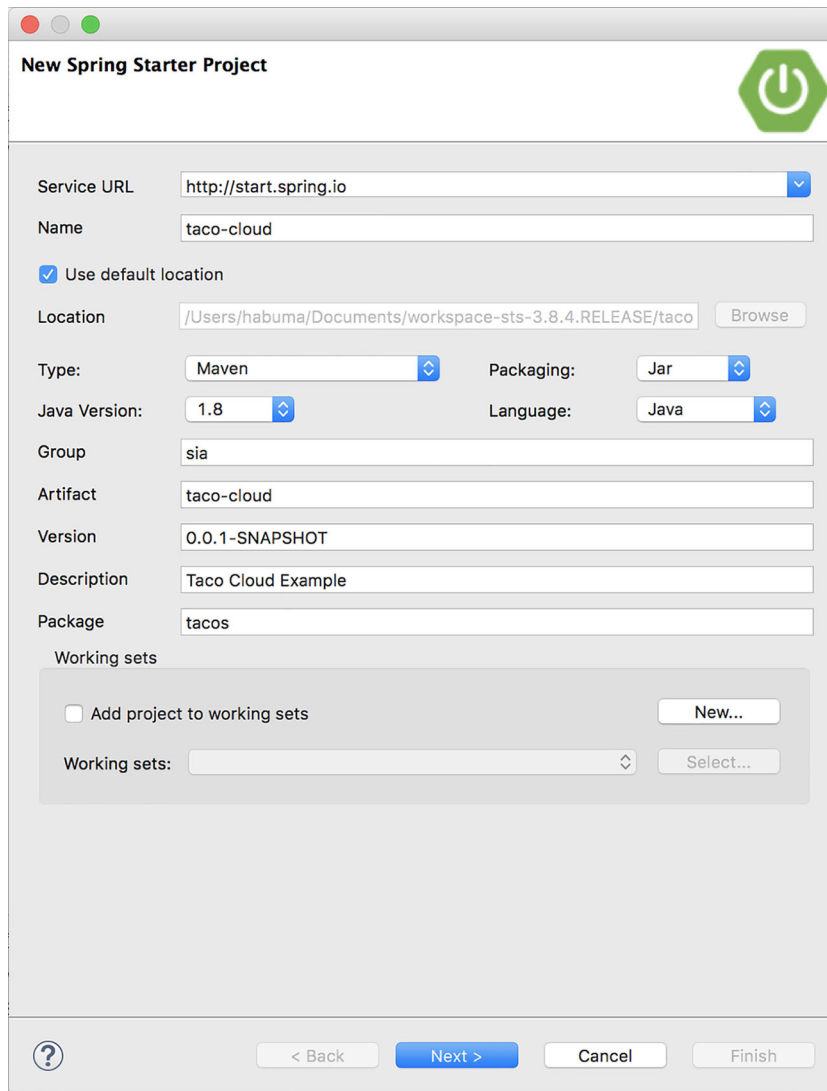 New Spring Starter Project
Service URL http://start.spring.io
Name taco-cloud
Use default location
Location /Users/habuma/Documents/workspace-sts-3.8.4.RELEASE/taco Browse
Type: Maven Packaging: Jar
Java Version: 1.8 Language: Java
Group sia
Artifact taco-cloud
Version 0.0.1-SNAPSHOT
Description Taco Cloud Example
Package tacos
Working sets
Add project to working sets New...
Working sets: Select...
? < Back Next > Cancel Finish